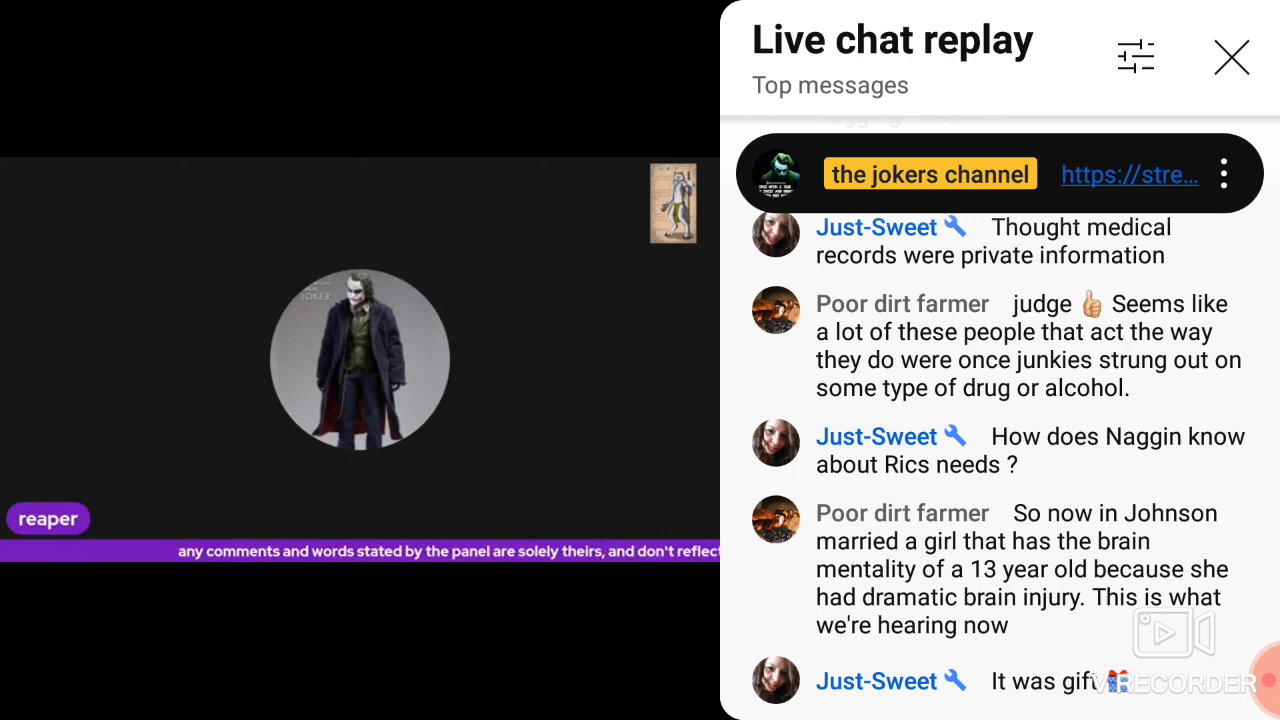 Live chat replay
Top messages
the jokers channel https://stre...
Just-Sweet Thought medical
records were private information
Poor dirt farmer judge 👍🏼 Seems like
a lot of these people that act the way
they do were once junkies strung out on
some type of drug or alcohol.
Just-Sweet How does Naggin know
about Rics needs ?
Poor dirt farmer So now in Johnson
married a girl that has the brain
mentality of a 13 year old because she
had dramatic brain injury. This is what
we're hearing now
Just-Sweet It was gift 🎁
JOKER
reaper
any comments and words stated by the panel are solely theirs, and don't reflect
VRECORDER